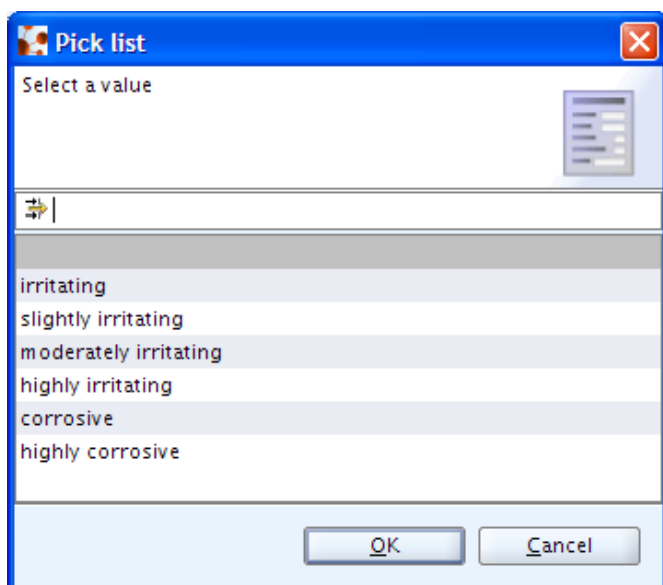 Pick list
Select a value
irritating
slightly irritating
moderately irritating
highly irritating
corrosive
highly corrosive
OK
Cancel